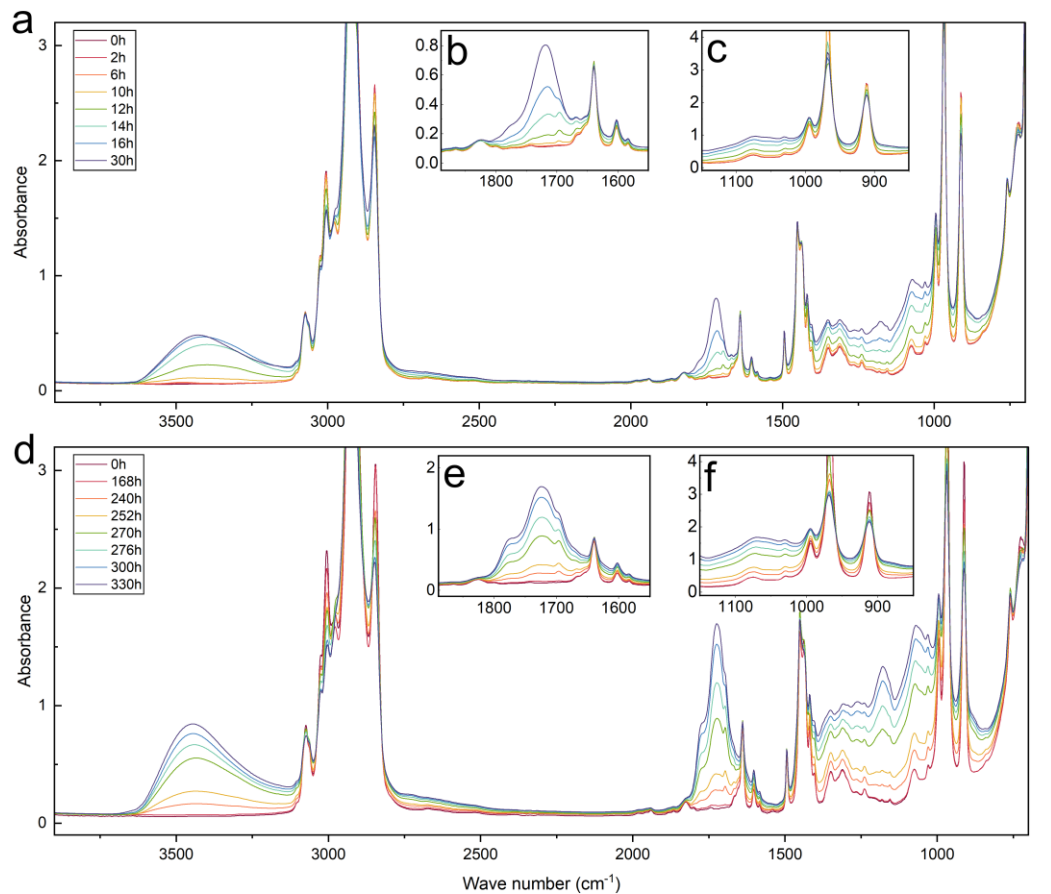 a
0h
2h
6h
10h
12h
14h
16h
30h
b
0.8
0.6
0.4
0.2
0.0
1800 1700 1600
c
4
3
2
1
0
1100 1000 900
3
2
1
0
Absorbance
3500 3000 2500 2000 1500 1000
d
0h
168h
240h
252h
270h
276h
300h
330h
e
2
1
0
1800 1700 1600
f
4
3
2
1
0
1100 1000 900
3
2
1
0
Absorbance
3500 3000 2500 2000 1500 1000
Wave number (cm⁻¹)